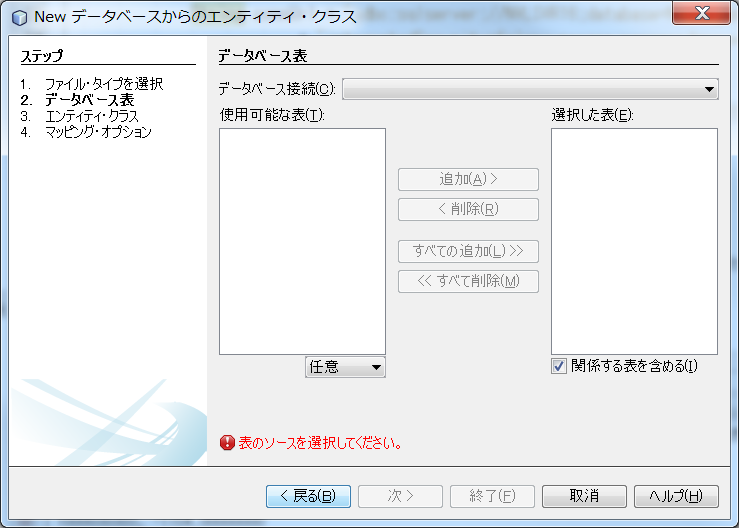 New データベースからのエンティティ・クラス
ステップ
1. ファイル・タイプを選択
2. データベース表
3. エンティティ・クラス
4. マッピング・オプション
データベース表
データベース接続(C):
使用可能な表(T):
選択した表(E):
追加(A) >
< 削除(R)
すべての追加(L) >>
<< すべて削除(M)
任意
関係する表を含める(I)
表のソースを選択してください。
< 戻る(B)
次 >
終了(F)
取消
ヘルプ(H)